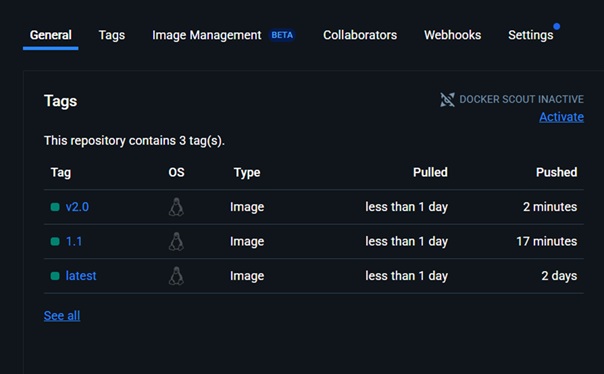 General Tags Image Management BETA Collaborators Webhooks Settings
Tags
DOCKER SCOUT INACTIVE
Activate
This repository contains 3 tag(s).
Tag OS Type Pulled Pushed
v2.0 Image less than 1 day 2 minutes
1.1 Image less than 1 day 17 minutes
latest Image less than 1 day 2 days
See all